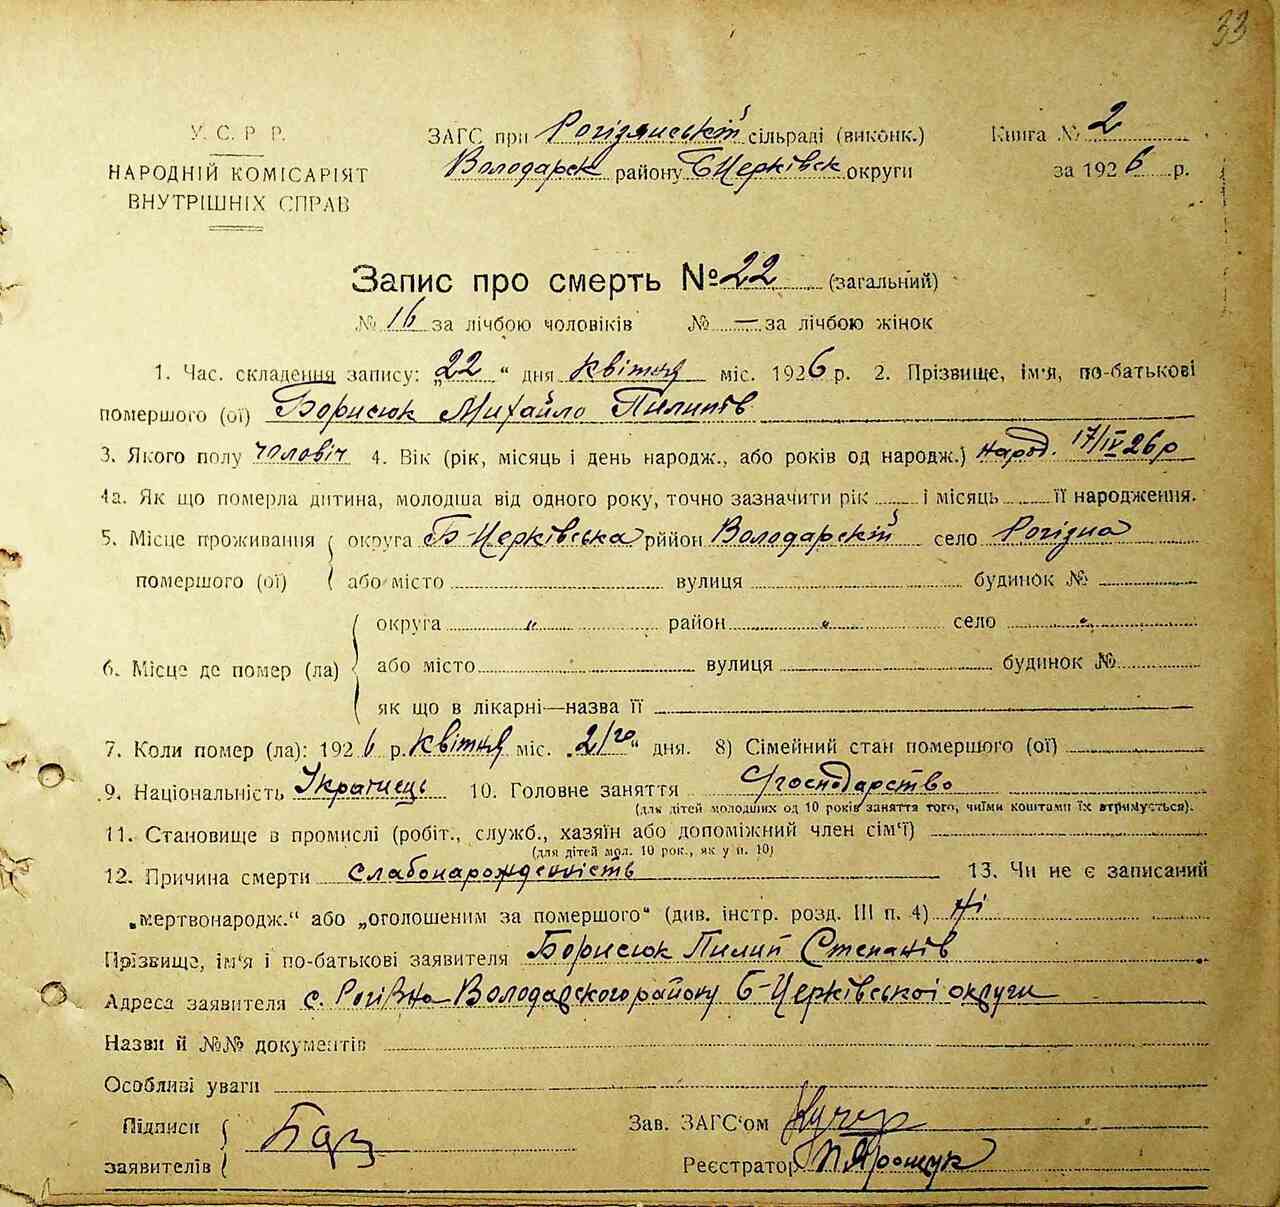 33
У. С. Р. Р.
НАРОДНІЙ КОМІСАРІЯТ
ВНУТРІШНІХ СПРАВ
ЗАГС при Рогізянській сільраді (виконк.)
Володарск району Б Церківск округи
Книга № 2
за 1926 р.
Запис про смерть № 22 (загальний)
№ 16 за лічбою чоловіків № — за лічбою жінок
1. Час. складення запису: „22“ дня квітня міс. 1926 р. 2. Прізвище, ім'я, по-батькові
помершого (ої) Борисюк Михайло Пилипів
3. Якого полу чоловіч 4. Вік (рік, місяць і день народж., або років од народж.) народ. 17/IV 26 р
4а. Як що померла дитина, молодша від одного року, точно зазначити рік і місяць її народження.
5. Місце проживання округа Б-Церківська рийон Володарскій село Рогізна
помершого (ої) або місто вулиця будинок №
округа " район " село "
6. Місце де помер (ла) або місто вулиця будинок №
як що в лікарні—назва її
7. Коли помер (ла): 1926 р. квітня міс. „21го“ дня. 8) Сімейний стан помершого (ої)
9. Національність Українець 10. Головне заняття господарство
(для дітей молодших од 10 років заняття того, чиїми коштами їх втримується).
11. Становище в промислі (робіт., служб., хазяїн або допоміжний член сім'ї)
(для дітей мол. 10 рок., як у п. 10)
12. Причина смерти слабонарожденість 13. Чи не є записаний
„мертвонародж.“ або „оголошеним за помершого“ (див. інстр. розд. III п. 4) Ні
Прізвище, ім'я і по-батькові заявителя Борисюк Пилип Степанів
Адреса заявителя с. Рогізна Володарского району Б-Церківської округи
Назви й №№ документів
Особливі уваги
Підписи
заявителів
Зав. ЗАГС'ом Кучер
Реєстратор П Ярощук